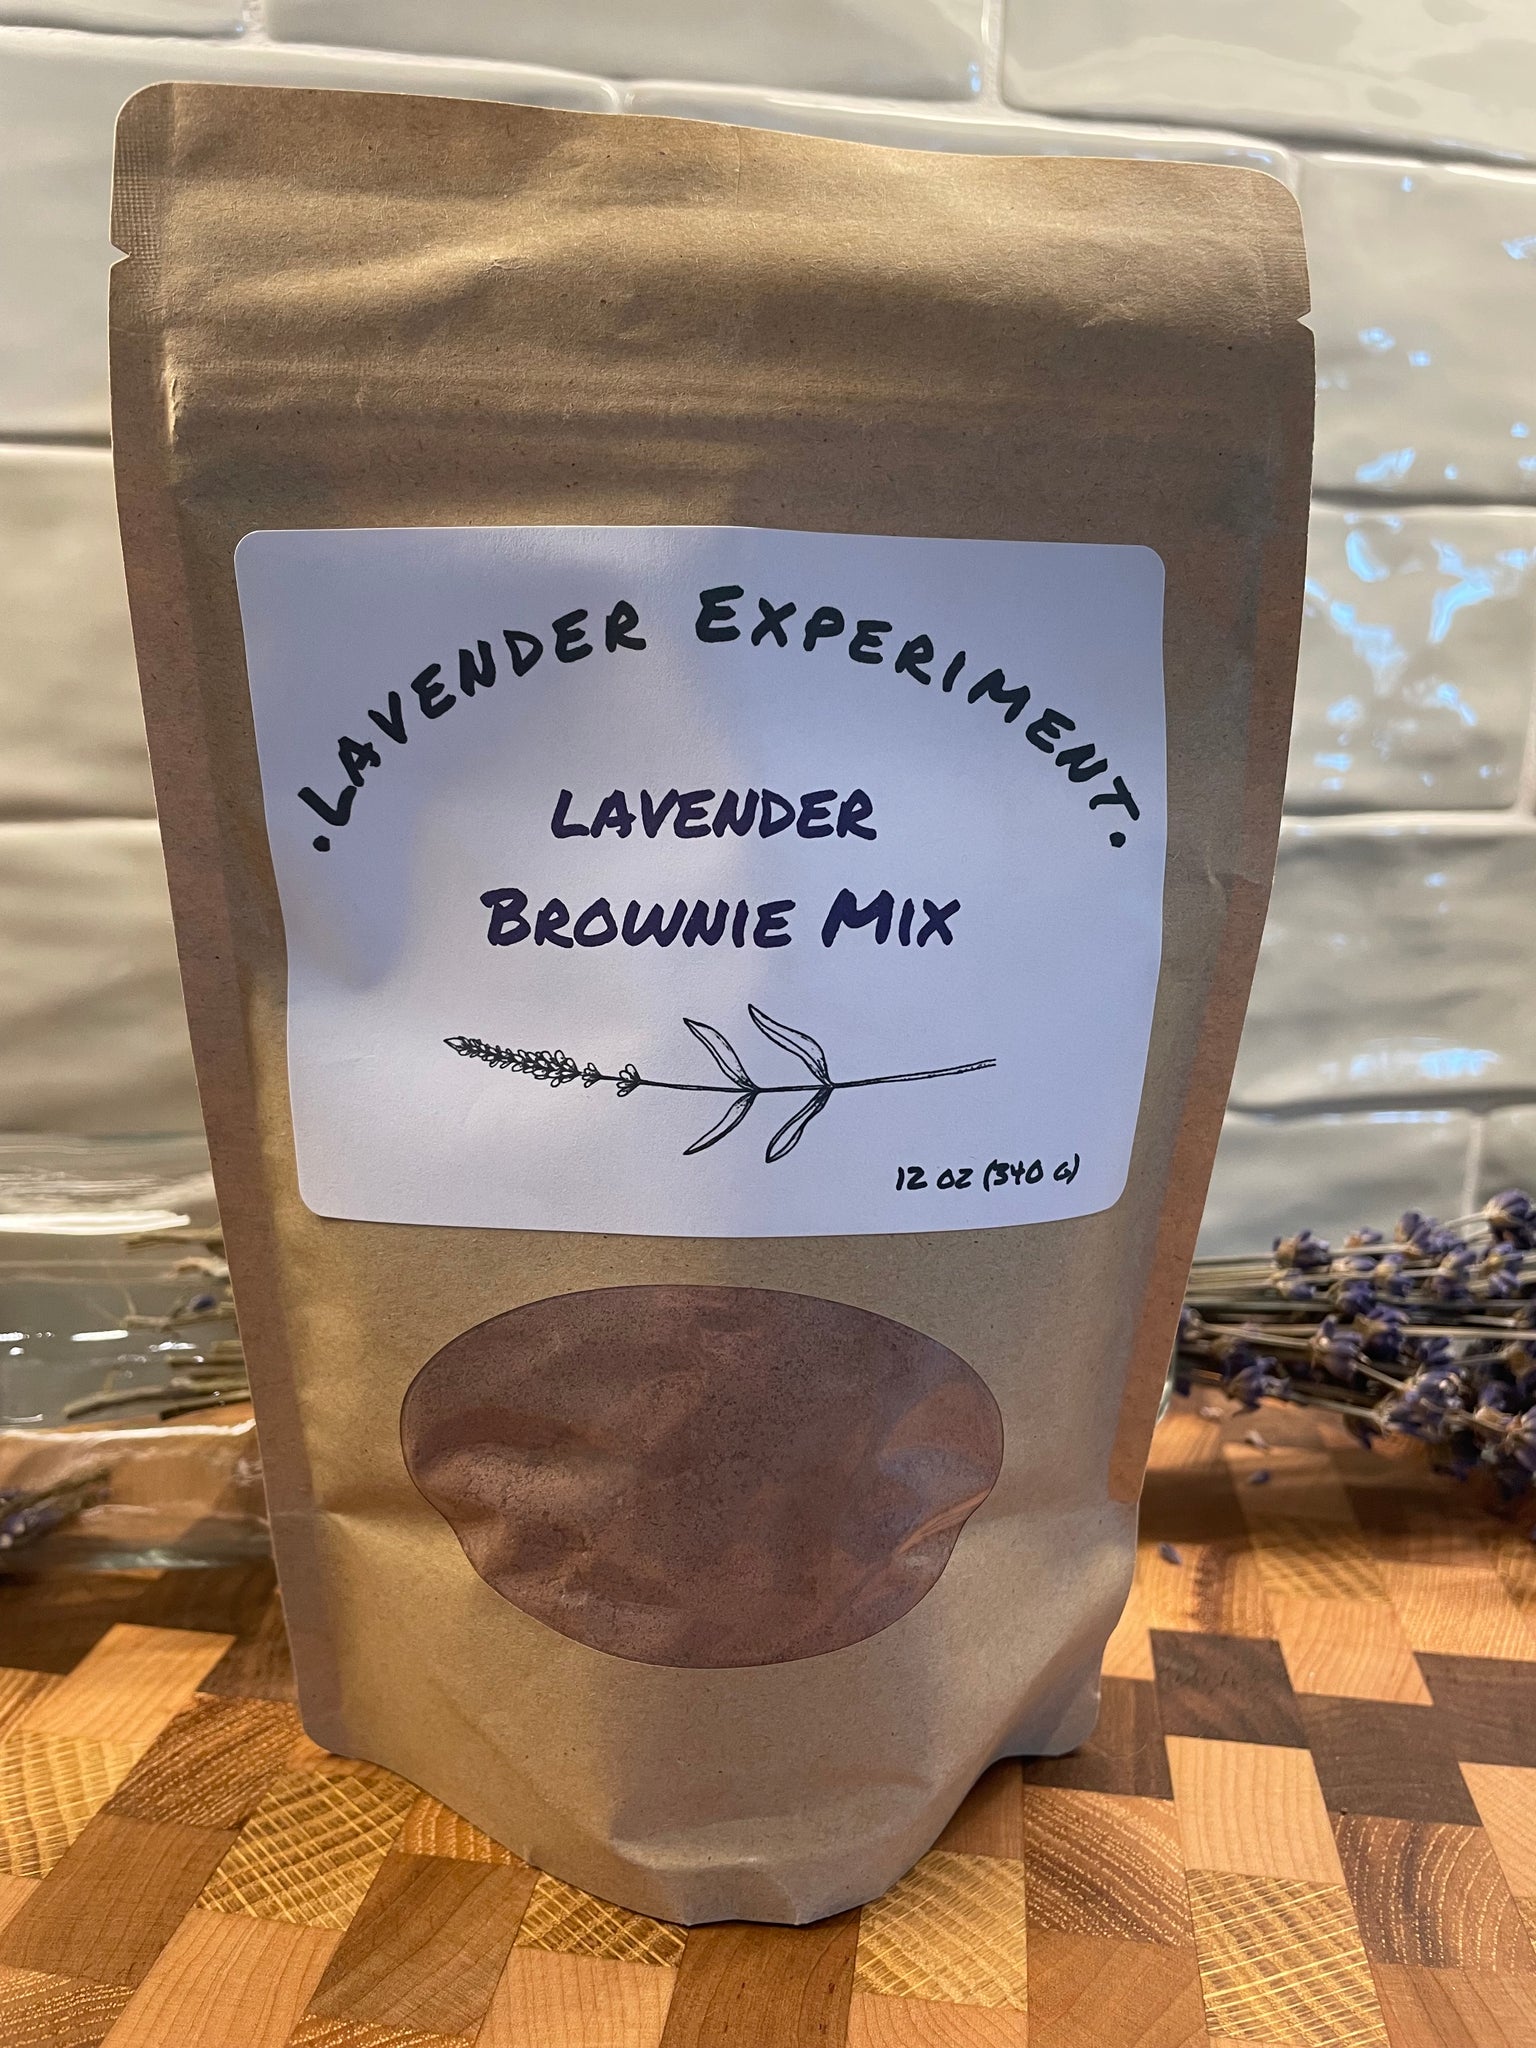 ·LAVENDER EXPERIMENT·
LAVENDER
BROWNIE MIX
12 OZ (340 G)